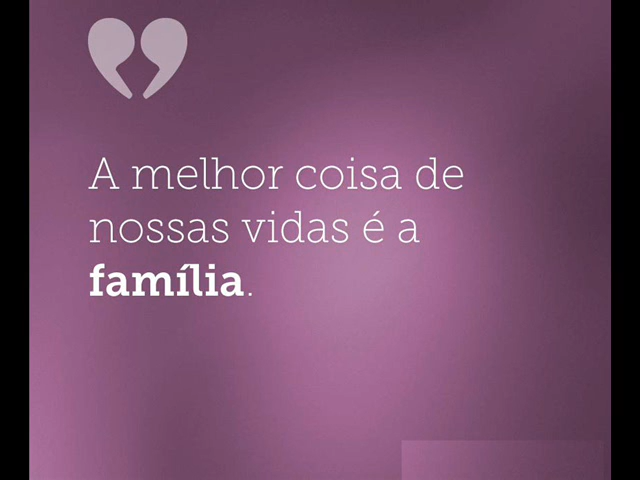 A melhor coisa de
nossas vidas é a
família.